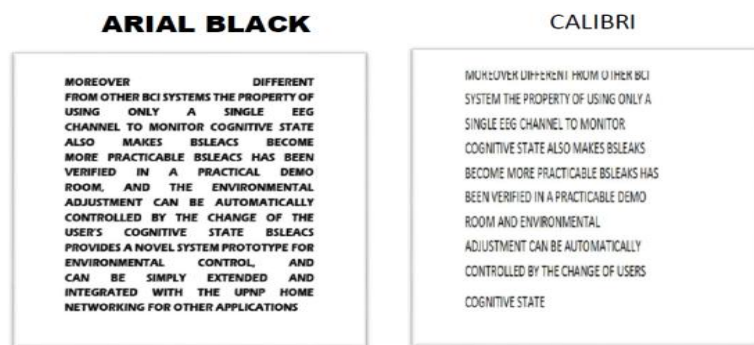 ARIAL BLACK
MOREOVER DIFFERENT
FROM OTHER BCI SYSTEMS THE PROPERTY OF
USING ONLY A SINGLE EEG
CHANNEL TO MONITOR COGNITIVE STATE
ALSO MAKES BSLEACS BECOME
MORE PRACTICABLE BSLEACS HAS BEEN
VERIFIED IN A PRACTICAL DEMO
ROOM, AND THE ENVIRONMENTAL
ADJUSTMENT CAN BE AUTOMATICALLY
CONTROLLED BY THE CHANGE OF THE
USER'S COGNITIVE STATE BSLEACS
PROVIDES A NOVEL SYSTEM PROTOTYPE FOR
ENVIRONMENTAL CONTROL, AND
CAN BE SIMPLY EXTENDED AND
INTEGRATED WITH THE UPNP HOME
NETWORKING FOR OTHER APPLICATIONS
CALIBRI
MOREOVER DIFFERENT FROM OTHER BCI
SYSTEM THE PROPERTY OF USING ONLY A
SINGLE EEG CHANNEL TO MONITOR
COGNITIVE STATE ALSO MAKES BSLEAKS
BECOME MORE PRACTICABLE BSLEAKS HAS
BEEN VERIFIED IN A PRACTICABLE DEMO
ROOM AND ENVIRONMENTAL
ADJUSTMENT CAN BE AUTOMATICALLY
CONTROLLED BY THE CHANGE OF USERS
COGNITIVE STATE